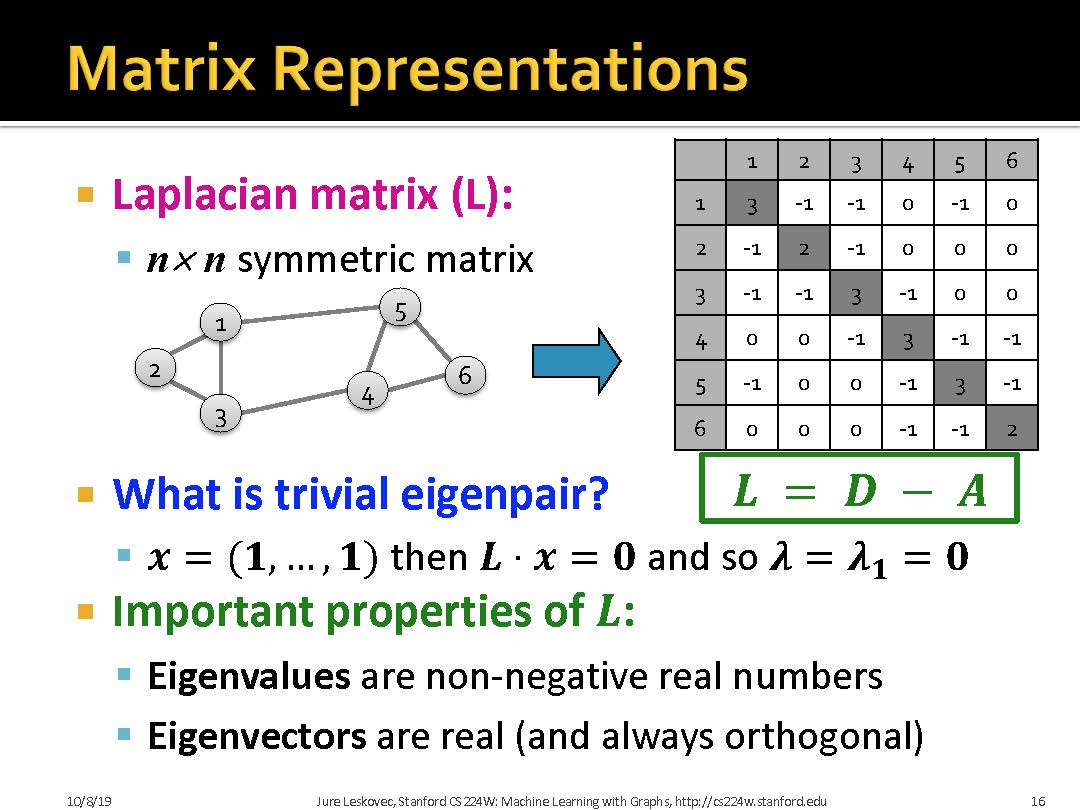 Matrix Representations
Laplacian matrix (L):
n× n symmetric matrix
1
5
2
6
4
3
1 2 3 4 5 6
1 3 -1 -1 0 -1 0
2 -1 2 -1 0 0 0
3 -1 -1 3 -1 0 0
4 0 0 -1 3 -1 -1
5 -1 0 0 -1 3 -1
6 0 0 0 -1 -1 2
L = D − A
What is trivial eigenpair?
x = (1, … , 1) then L · x = 0 and so λ = λ₁ = 0
Important properties of L:
Eigenvalues are non-negative real numbers
Eigenvectors are real (and always orthogonal)
10/8/19 Jure Leskovec, Stanford CS224W: Machine Learning with Graphs, http://cs224w.stanford.edu 16